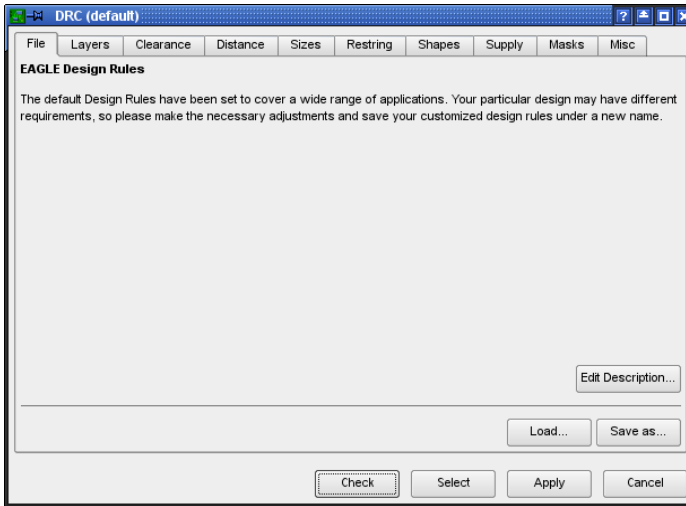 DRC (default)
File Layers Clearance Distance Sizes Restring Shapes Supply Masks Misc
EAGLE Design Rules
The default Design Rules have been set to cover a wide range of applications. Your particular design may have different
requirements, so please make the necessary adjustments and save your customized design rules under a new name.
Edit Description...
Load... Save as...
Check Select Apply Cancel